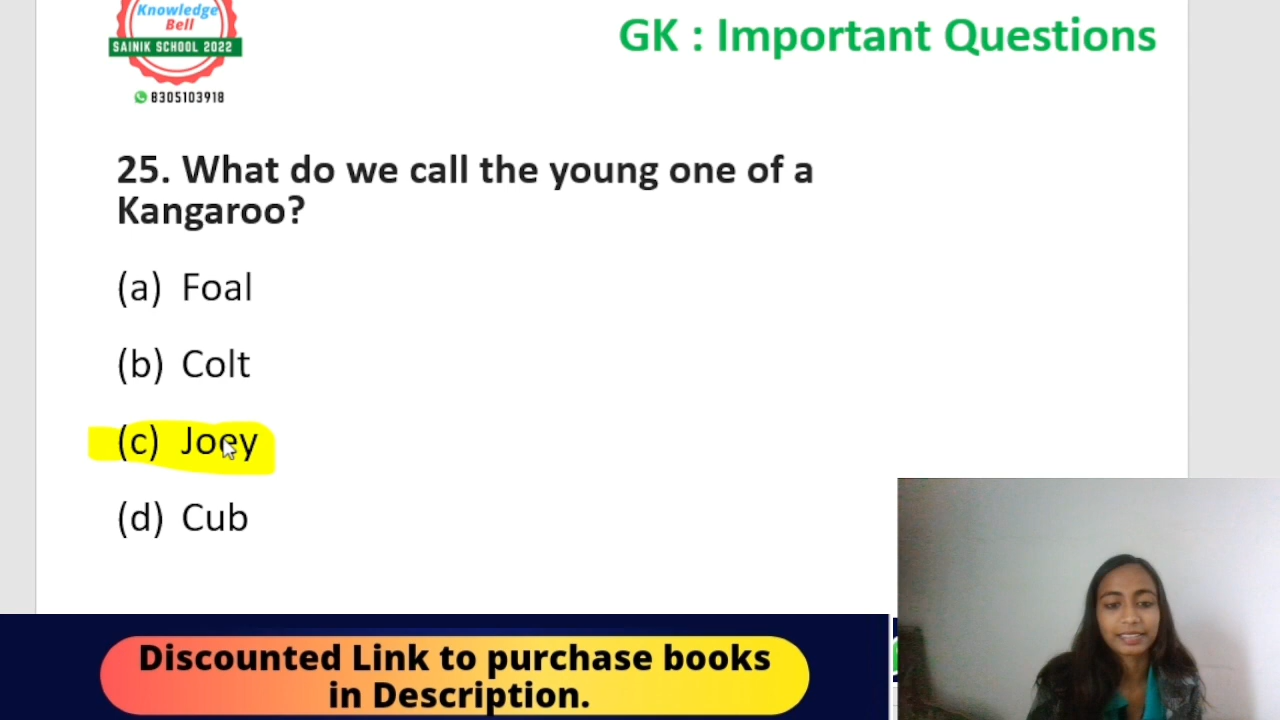 Knowledge
Bell
SAINIK SCHOOL 2022
8305103918
GK : Important Questions
25. What do we call the young one of a
Kangaroo?
(a) Foal
(b) Colt
(c) Joey
(d) Cub
Discounted Link to purchase books
in Description.